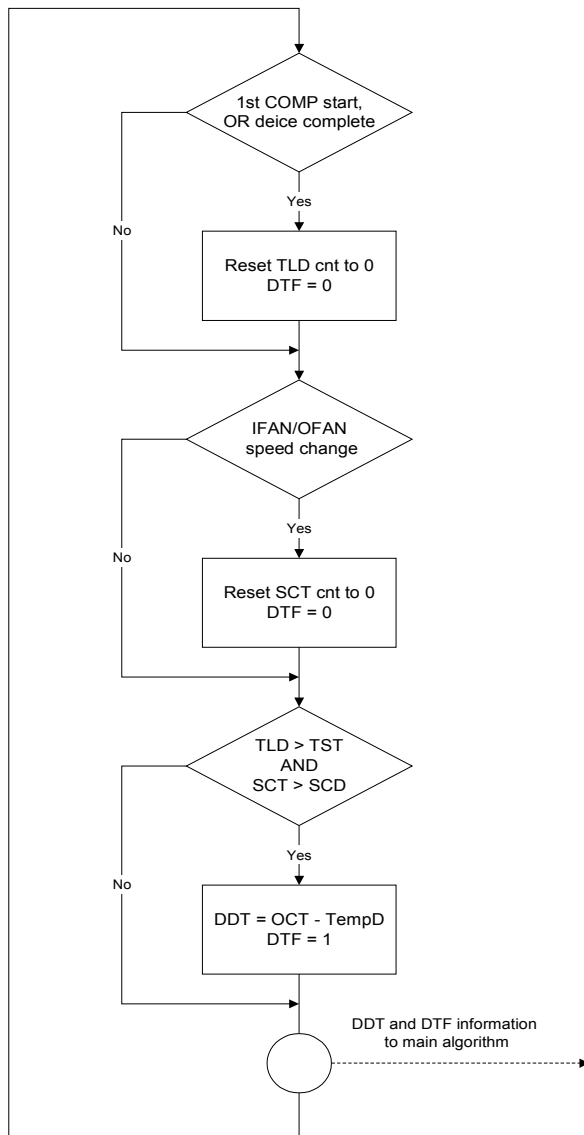 1st COMP start,
OR deice complete
Yes
No
Reset TLD cnt to 0
DTF = 0
IFAN/OFAN
speed change
Yes
No
Reset SCT cnt to 0
DTF = 0
TLD > TST
AND
SCT > SCD
Yes
No
DDT = OCT - TempD
DTF = 1
DDT and DTF information
to main algorithm